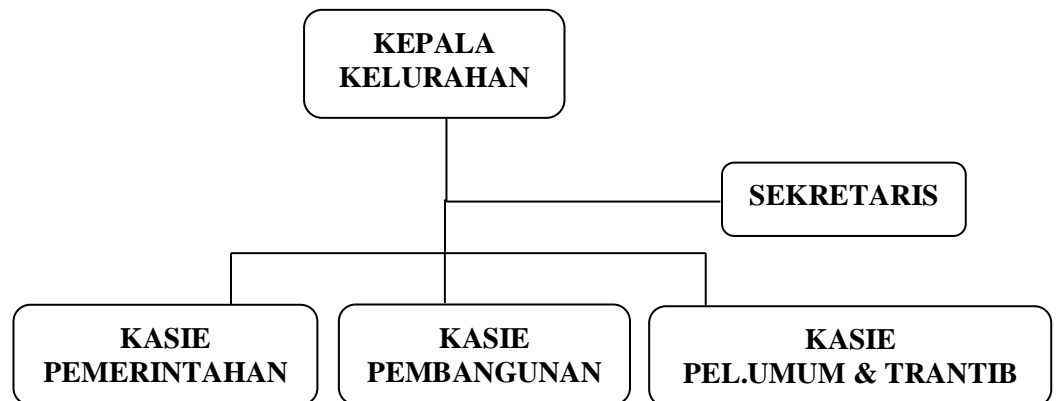 KEPALA
KELURAHAN
SEKRETARIS
KASIE
PEMERINTAHAN
KASIE
PEMBANGUNAN
KASIE
PEL.UMUM & TRANTIB